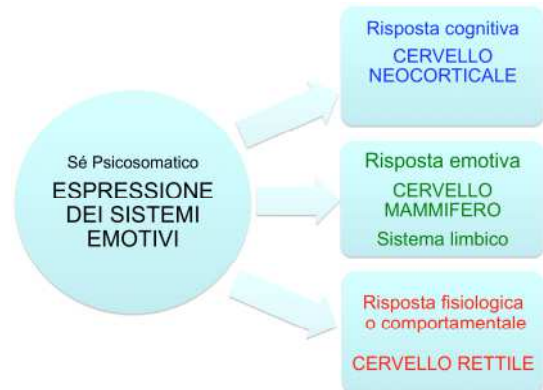 Sé Psicosomatico
ESPRESSIONE
DEI SISTEMI
EMOTIVI
Risposta cognitiva
CERVELLO
NEOCORTICALE
Risposta emotiva
CERVELLO
MAMMIFERO
Sistema limbico
Risposta fisiologica
o comportamentale
CERVELLO RETTILE